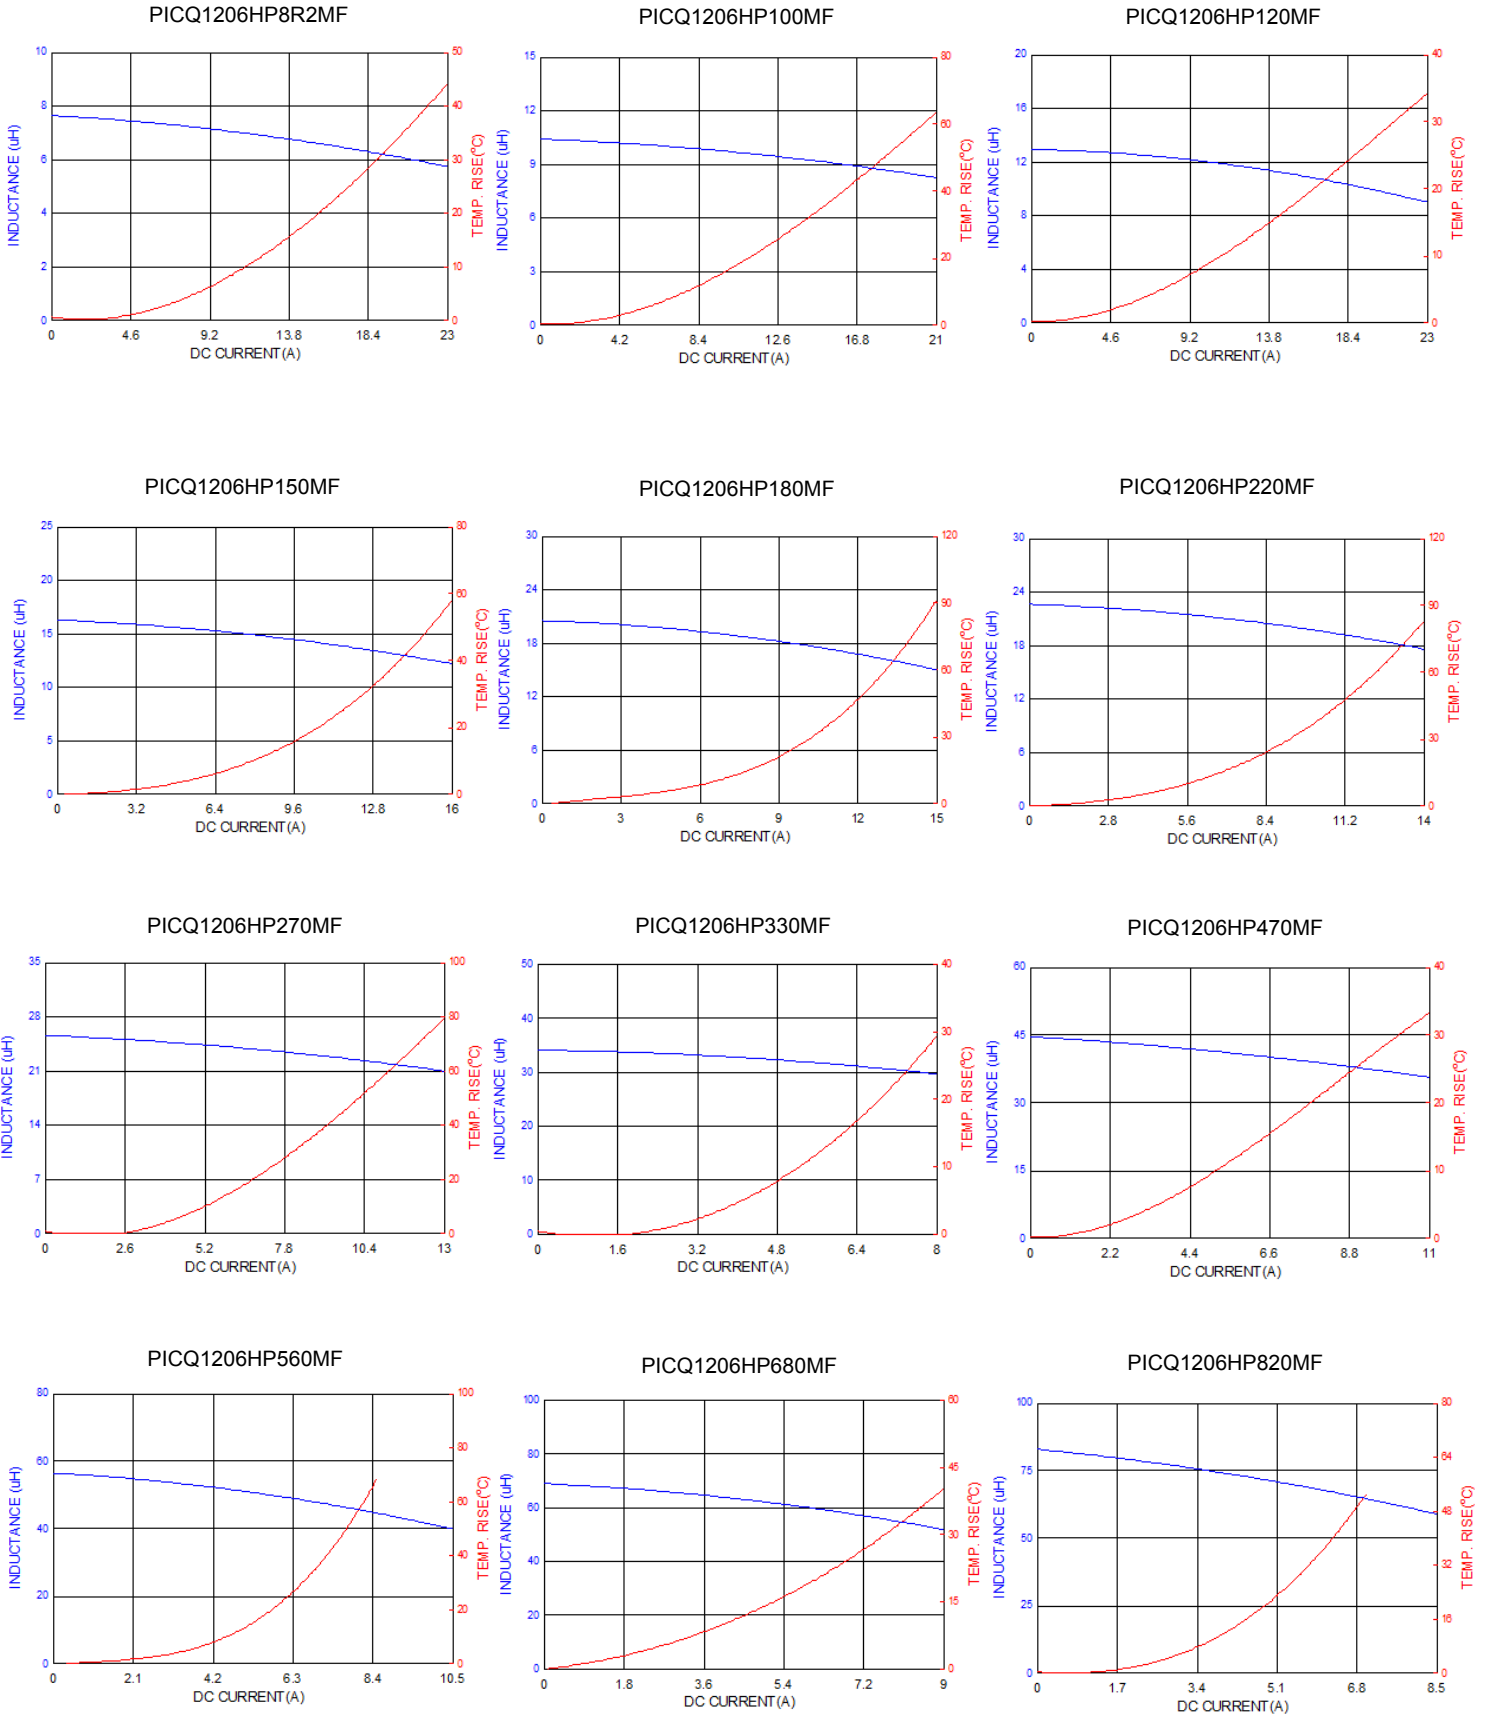 PICQ1206HP8R2MF
PICQ1206HP100MF
PICQ1206HP120MF
10
8
6
4
2
0
50
40
30
20
10
0
INDUCTANCE (uH)
TEMP. RISE(°C)
0 4.6 9.2 13.8 18.4 23
DC CURRENT(A)
15
12
9
6
3
0
80
60
40
20
0
INDUCTANCE (uH)
TEMP. RISE(°C)
0 4.2 8.4 12.6 16.8 21
DC CURRENT(A)
20
16
12
8
4
0
40
30
20
10
0
INDUCTANCE (uH)
TEMP. RISE(°C)
0 4.6 9.2 13.8 18.4 23
DC CURRENT(A)
PICQ1206HP150MF
PICQ1206HP180MF
PICQ1206HP220MF
25
20
15
10
5
0
80
60
40
20
0
INDUCTANCE (uH)
TEMP. RISE(°C)
0 3.2 6.4 9.6 12.8 16
DC CURRENT(A)
30
24
18
12
6
0
120
90
60
30
0
INDUCTANCE (uH)
TEMP. RISE(°C)
0 3 6 9 12 15
DC CURRENT(A)
30
24
18
12
6
0
120
90
60
30
0
INDUCTANCE (uH)
TEMP. RISE(°C)
0 2.8 5.6 8.4 11.2 14
DC CURRENT(A)
PICQ1206HP270MF
PICQ1206HP330MF
PICQ1206HP470MF
35
28
21
14
7
0
100
80
60
40
20
0
INDUCTANCE (uH)
TEMP. RISE(°C)
0 2.6 5.2 7.8 10.4 13
DC CURRENT(A)
50
40
30
20
10
0
40
30
20
10
0
INDUCTANCE (uH)
TEMP. RISE(°C)
0 1.6 3.2 4.8 6.4 8
DC CURRENT(A)
60
45
30
15
0
40
30
20
10
0
INDUCTANCE (uH)
TEMP. RISE(°C)
0 2.2 4.4 6.6 8.8 11
DC CURRENT(A)
PICQ1206HP560MF
PICQ1206HP680MF
PICQ1206HP820MF
80
60
40
20
0
100
80
60
40
20
0
INDUCTANCE (uH)
TEMP. RISE(°C)
0 2.1 4.2 6.3 8.4 10.5
DC CURRENT(A)
100
80
60
40
20
0
60
45
30
15
0
INDUCTANCE (uH)
TEMP. RISE(°C)
0 1.8 3.6 5.4 7.2 9
DC CURRENT(A)
100
75
50
25
0
80
64
48
32
16
0
INDUCTANCE (uH)
TEMP. RISE(°C)
0 1.7 3.4 5.1 6.8 8.5
DC CURRENT(A)